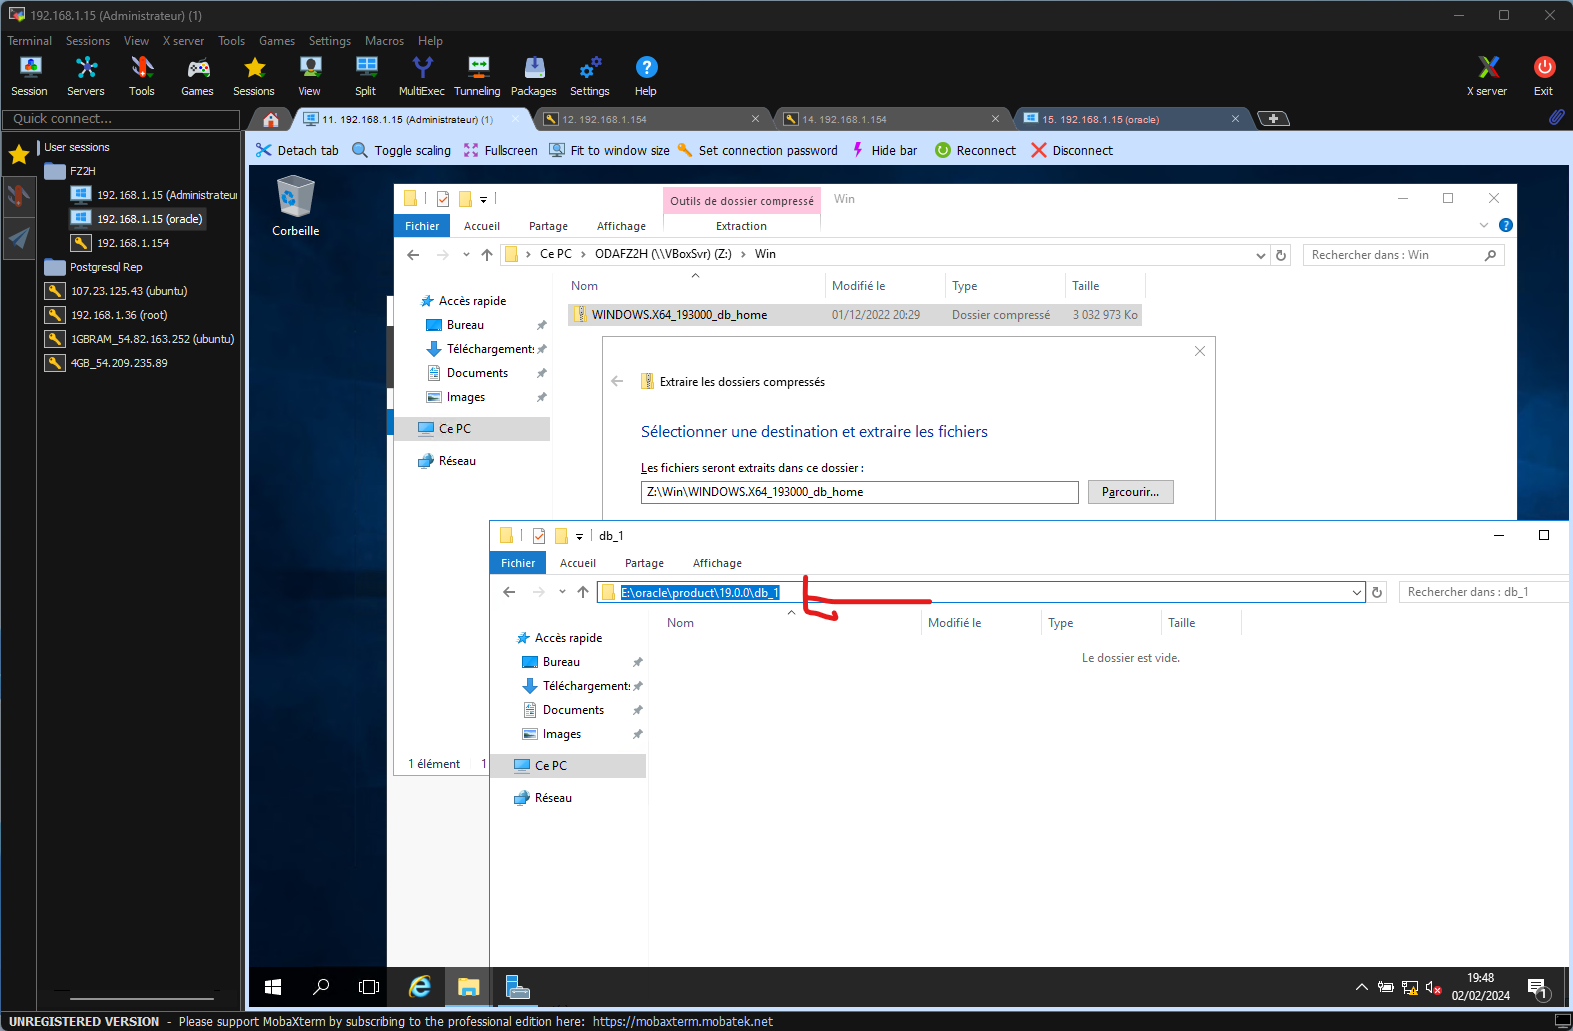 192.168.1.15 (Administrateur) (1)
Terminal Sessions View X server Tools Games Settings Macros Help
Session Servers Tools Games Sessions View Split MultiExec Tunneling Packages Settings Help X server Exit
Quick connect...
11. 192.168.1.15 (Administrateur) (1)
12. 192.168.1.154
14. 192.168.1.154
15. 192.168.1.15 (oracle)
Detach tab Toggle scaling Fullscreen Fit to window size Set connection password Hide bar Reconnect Disconnect
User sessions
FZ2H
192.168.1.15 (Administrateur
192.168.1.15 (oracle)
192.168.1.154
Postgresql Rep
107.23.125.43 (ubuntu)
192.168.1.36 (root)
1GBRAM_54.82.163.252 (ubuntu)
4GB_54.209.235.89
Corbeille
Outils de dossier compressé Win
Fichier Accueil Partage Affichage Extraction
Ce PC > ODAFZ2H (\\VBoxSvr) (Z:) > Win
Rechercher dans : Win
Nom Modifié le Type Taille
WINDOWS.X64_193000_db_home 01/12/2022 20:29 Dossier compressé 3 032 973 Ko
Accès rapide
Bureau
Téléchargements
Documents
Images
Ce PC
Réseau
1 élément 1
Extraire les dossiers compressés
Sélectionner une destination et extraire les fichiers
Les fichiers seront extraits dans ce dossier :
Z:\Win\WINDOWS.X64_193000_db_home
Parcourir...
db_1
Fichier Accueil Partage Affichage
E:\oracle\product\19.0.0\db_1
Rechercher dans : db_1
Nom Modifié le Type Taille
Le dossier est vide.
Accès rapide
Bureau
Téléchargements
Documents
Images
Ce PC
Réseau
19:48
02/02/2024
1
UNREGISTERED VERSION - Please support MobaXterm by subscribing to the professional edition here: https://mobaxterm.mobatek.net